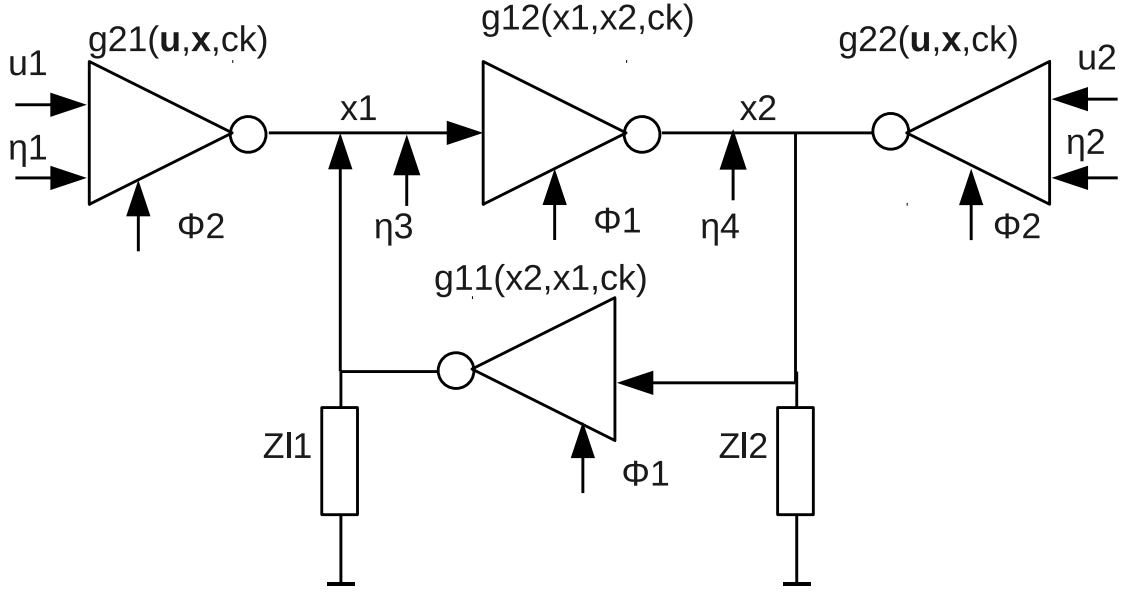 g12(x1,x2,ck)
g21(u,x,ck)
g22(u,x,ck)
u1
u2
x1
x2
η1
η2
Φ2
η3
Φ1
η4
Φ2
g11(x2,x1,ck)
Zl1
Zl2
Φ1